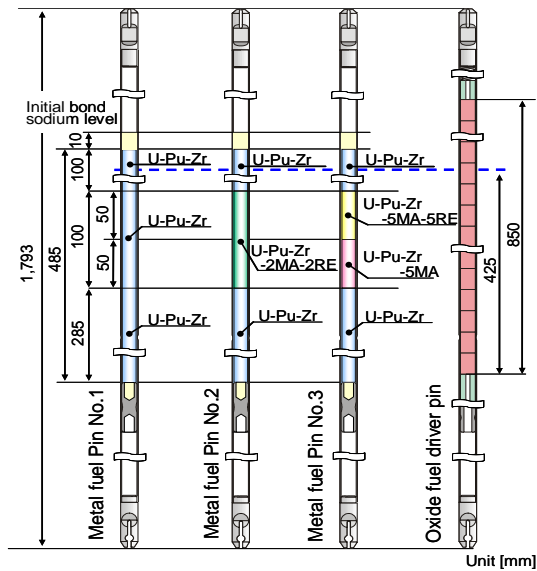 Initial bond
sodium level
10
100
100
285
485
1,793
50
50
U-Pu-Zr
U-Pu-Zr
U-Pu-Zr
U-Pu-Zr
U-Pu-Zr
-2MA-2RE
U-Pu-Zr
U-Pu-Zr
U-Pu-Zr
-5MA-5RE
U-Pu-Zr
-5MA
U-Pu-Zr
850
425
Metal fuel Pin No.1
Metal fuel Pin No.2
Metal fuel Pin No.3
Oxide fuel driver pin
Unit [mm]